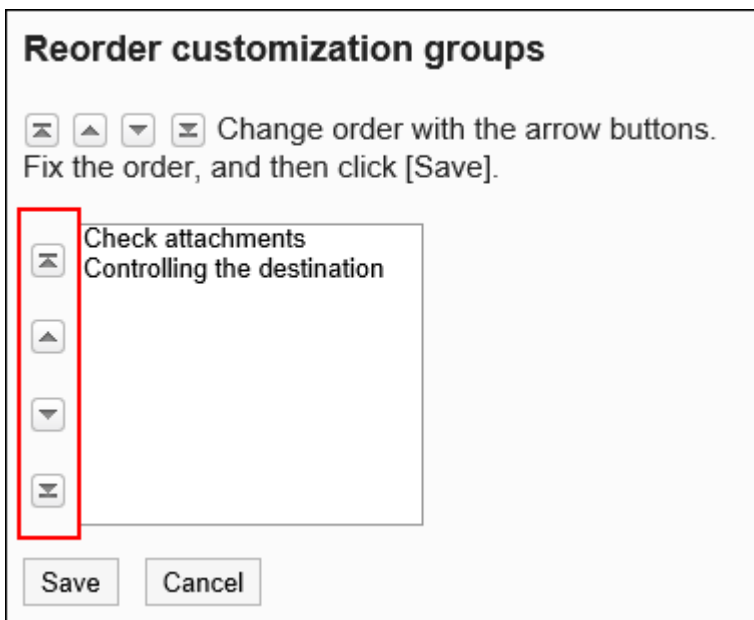 Reorder customization groups
Change order with the arrow buttons.
Fix the order, and then click [Save].
Check attachments
Controlling the destination
Save
Cancel